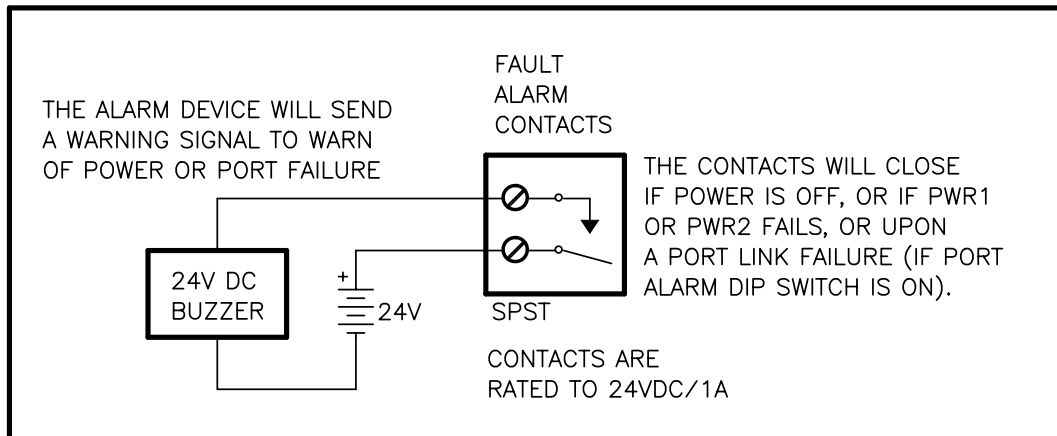 FAULT
ALARM
CONTACTS
THE ALARM DEVICE WILL SEND
A WARNING SIGNAL TO WARN
OF POWER OR PORT FAILURE
THE CONTACTS WILL CLOSE
IF POWER IS OFF, OR IF PWR1
OR PWR2 FAILS, OR UPON
A PORT LINK FAILURE (IF PORT
ALARM DIP SWITCH IS ON).
24V DC
BUZZER
+
24V
SPST
CONTACTS ARE
RATED TO 24VDC/1A